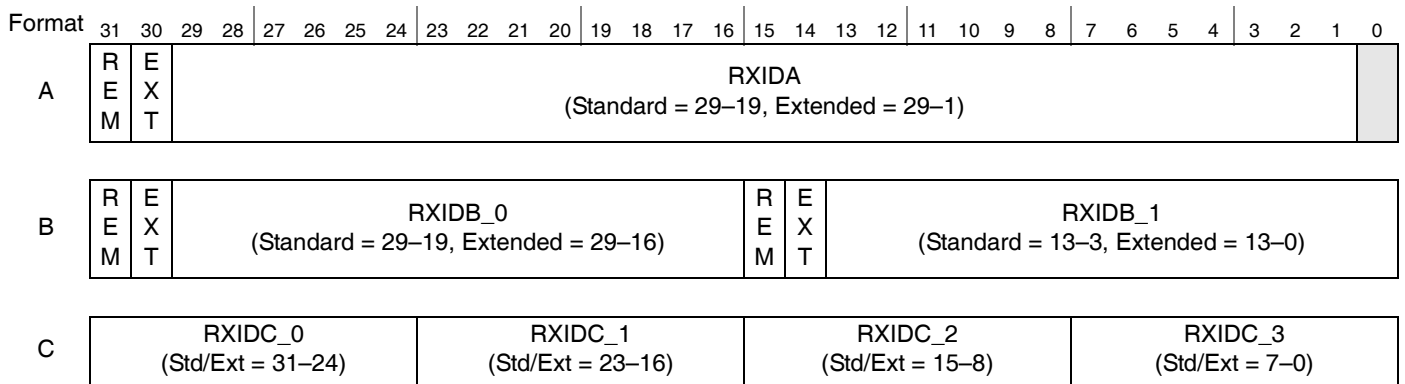 Format 31 30 29 28 27 26 25 24 23 22 21 20 19 18 17 16 15 14 13 12 11 10 9 8 7 6 5 4 3 2 1 0
A
R
E
M
E
X
T
RXIDA
(Standard = 29–19, Extended = 29–1)
B
R
E
M
E
X
T
RXIDB_0
(Standard = 29–19, Extended = 29–16)
R
E
M
E
X
T
RXIDB_1
(Standard = 13–3, Extended = 13–0)
C
RXIDC_0
(Std/Ext = 31–24)
RXIDC_1
(Std/Ext = 23–16)
RXIDC_2
(Std/Ext = 15–8)
RXIDC_3
(Std/Ext = 7–0)